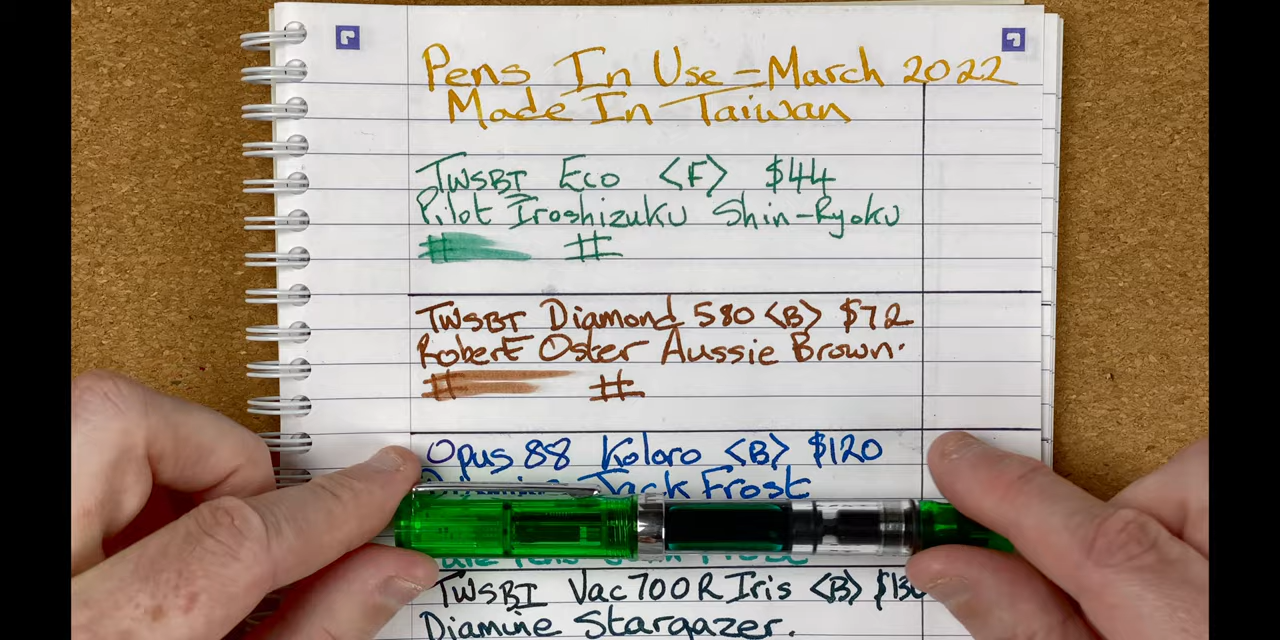 Pens In Use - March 2022
Made In Taiwan
TWSBI Eco <F> $44
Pilot Iroshizuku Shin-Ryoku
# #
TWSBI Diamond 580 <B> $72
Robert Oster Aussie Brown.
# #
Opus 88 Koloro <B> $120
Jack Frost
TWSBI Vac700R Iris <B>
Diamine Stargazer.